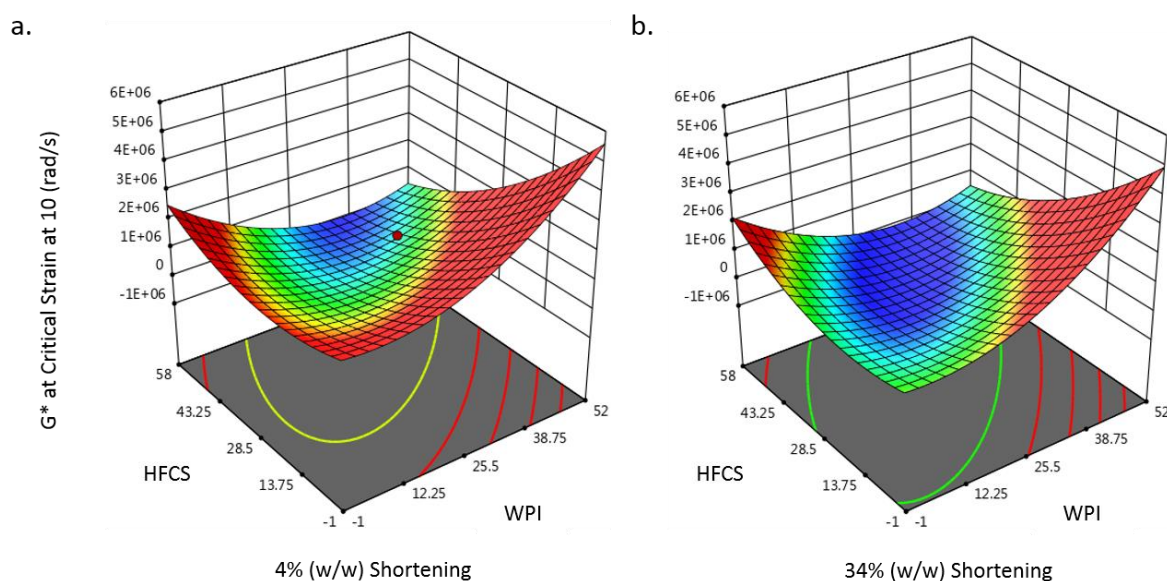 a.
b.
G* at Critical Strain at 10 (rad/s)
6E+06
5E+06
4E+06
3E+06
2E+06
1E+06
0
-1E+06
58
43.25
28.5
13.75
-1
-1
12.25
25.5
38.75
52
HFCS
WPI
4% (w/w) Shortening
6E+06
5E+06
4E+06
3E+06
2E+06
1E+06
0
-1E+06
58
43.25
28.5
13.75
-1
-1
12.25
25.5
38.75
52
HFCS
WPI
34% (w/w) Shortening